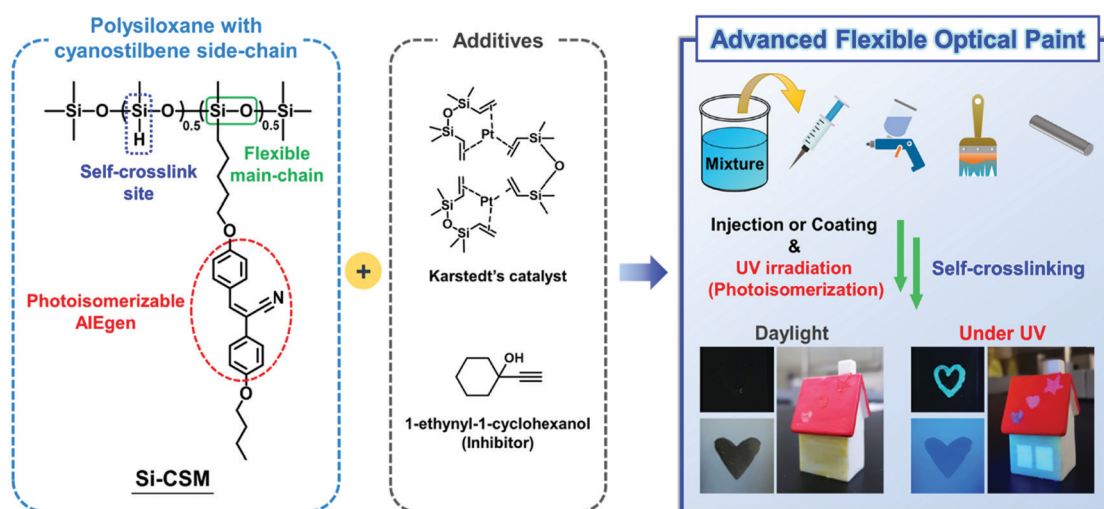 Polysiloxane with
cyanostilbene side-chain
Si O Si O Si O Si
0.5 0.5
H
Self-crosslink
site
Flexible
main-chain
O
Photoisomerizable
AIEgen
N
O
Si-CSM
+
Additives
Si
O
Si
Pt
Si
O
Si
Pt
Si
O
Si
Karstedt's catalyst
OH
1-ethynyl-1-cyclohexanol
(Inhibitor)
Advanced Flexible Optical Paint
Mixture
Injection or Coating
&
UV irradiation
(Photoisomerization)
Self-crosslinking
Daylight
Under UV